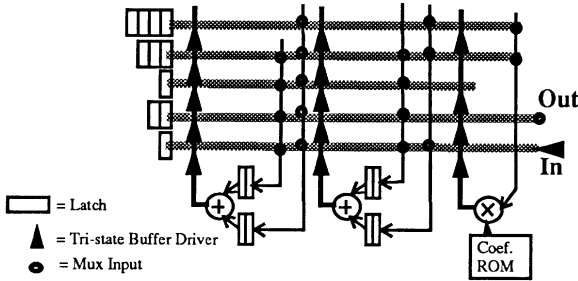 Out
In
+
+
×
Coef.
ROM
= Latch
= Tri-state Buffer Driver
= Mux Input